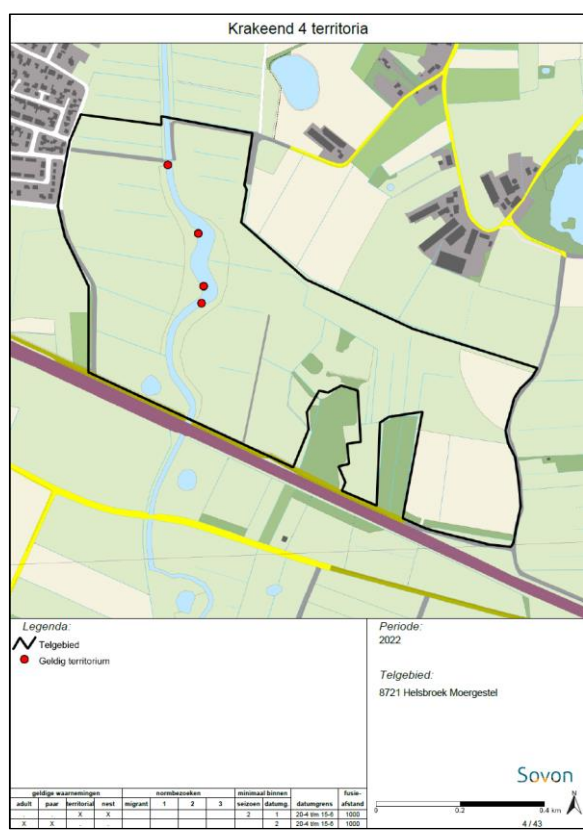 Krakeend 4 territoria
Legenda:
Telgebied
Geldig territorium
Periode:
2022
Telgebied:
8721 Helsbroek Moergestel
Sovon
0 0.2 0.4 km
4 / 43
geldige waarnemingen normbezoeken minimaal binnen fusie-
adult paar territoriaal nest migrant 1 2 3 seizoen datumg. datumgrens afstand
X X 2 1 20-4 t/m 15-6 1000
X X . . 2 20-4 t/m 15-6 1000